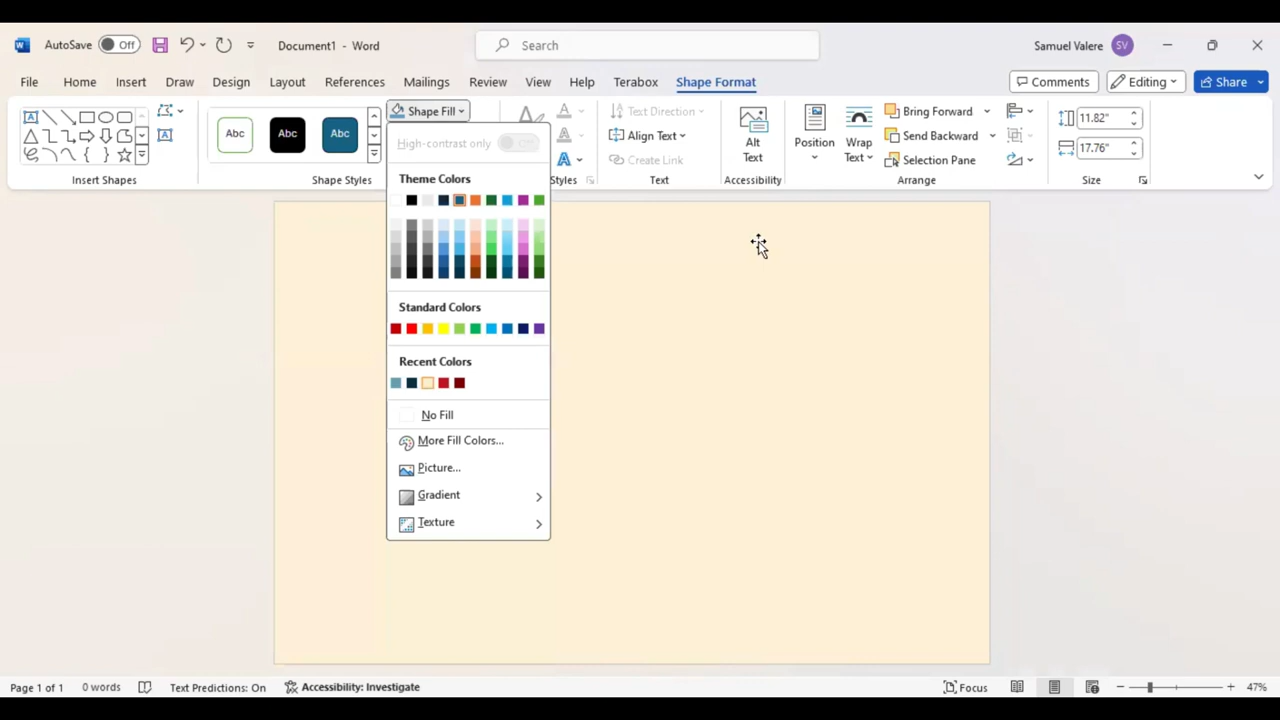 AutoSave Off Document1 - Word Search Samuel Valere SV
File Home Insert Draw Design Layout References Mailings Review View Help Terabox Shape Format Comments Editing Share
Abc Abc Abc Shape Fill Text Direction Bring Forward 11.82"
High-contrast only Off Align Text Alt Text Position Wrap Text Send Backward 17.76"
Create Link Selection Pane
Insert Shapes Shape Styles Styles Text Accessibility Arrange Size
Theme Colors
Standard Colors
Recent Colors
No Fill
More Fill Colors...
Picture...
Gradient
Texture
Page 1 of 1 0 words Text Predictions: On Accessibility: Investigate Focus 47%